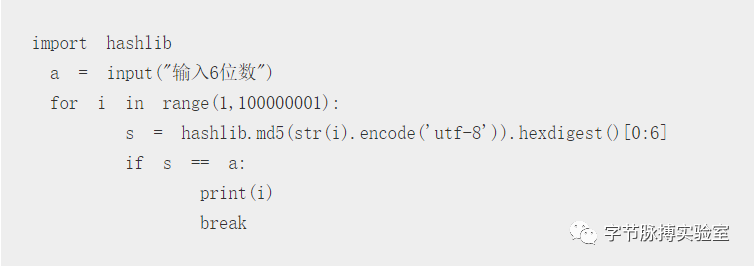 import hashlib
a = input("输入6位数")
for i in range(1,100000001):
s = hashlib.md5(str(i).encode('utf-8')).hexdigest()[0:6]
if s == a:
print(i)
break
字节脉搏实验室